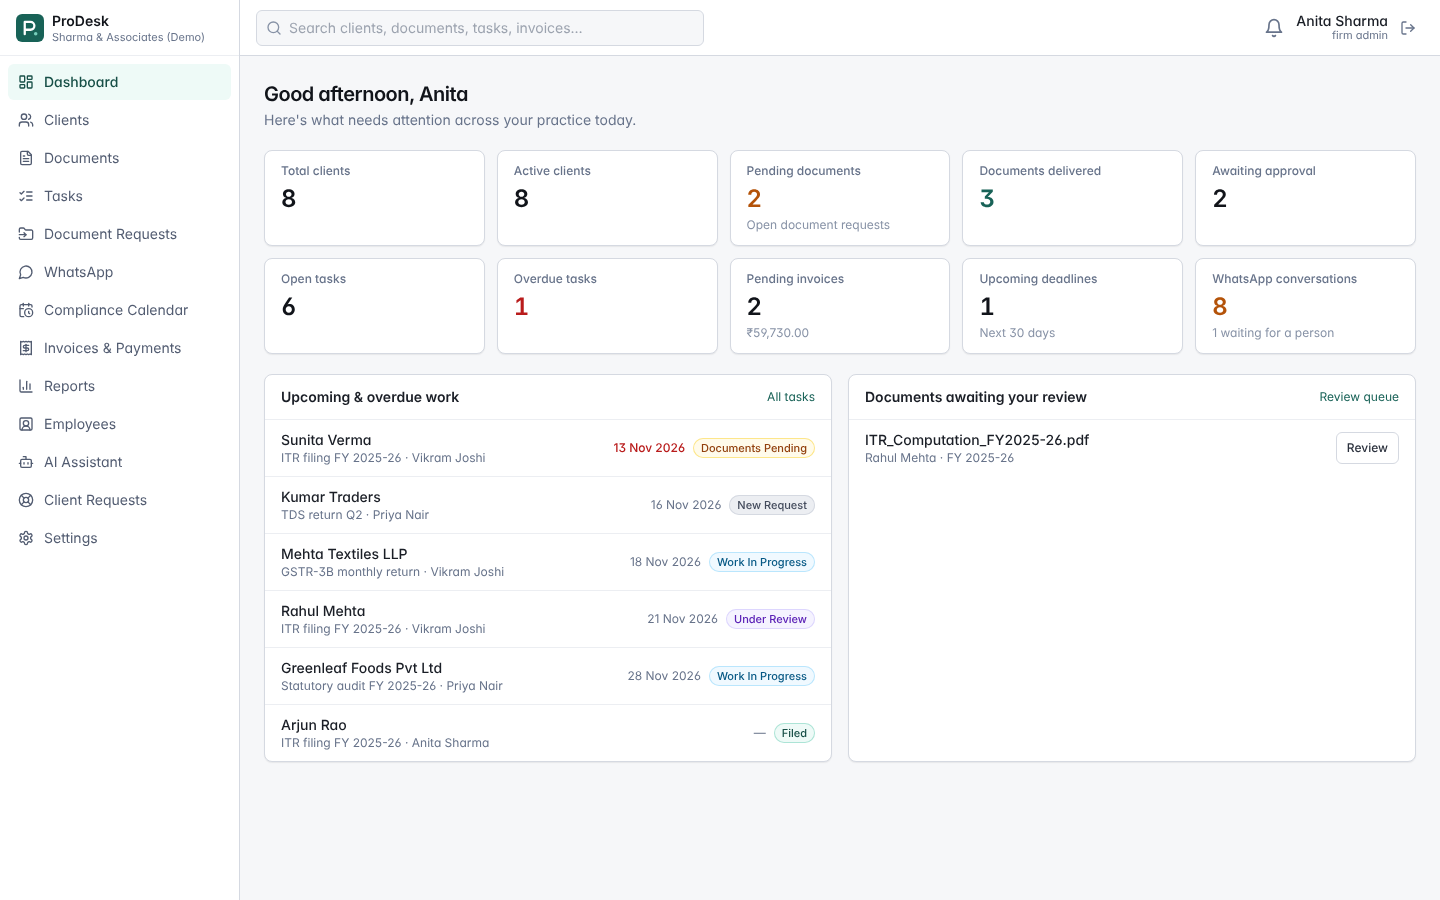 ProDesk
Sharma & Associates (Demo)
Search clients, documents, tasks, invoices...
Anita Sharma
firm admin
Dashboard
Clients
Documents
Tasks
Document Requests
WhatsApp
Compliance Calendar
Invoices & Payments
Reports
Employees
AI Assistant
Client Requests
Settings
Good afternoon, Anita
Here's what needs attention across your practice today.
Total clients
8
Active clients
8
Pending documents
2
Open document requests
Documents delivered
3
Awaiting approval
2
Open tasks
6
Overdue tasks
1
Pending invoices
2
₹59,730.00
Upcoming deadlines
1
Next 30 days
WhatsApp conversations
8
1 waiting for a person
Upcoming & overdue work All tasks
Sunita Verma
ITR filing FY 2025-26 · Vikram Joshi
13 Nov 2026 Documents Pending
Kumar Traders
TDS return Q2 · Priya Nair
16 Nov 2026 New Request
Mehta Textiles LLP
GSTR-3B monthly return · Vikram Joshi
18 Nov 2026 Work In Progress
Rahul Mehta
ITR filing FY 2025-26 · Vikram Joshi
21 Nov 2026 Under Review
Greenleaf Foods Pvt Ltd
Statutory audit FY 2025-26 · Priya Nair
28 Nov 2026 Work In Progress
Arjun Rao
ITR filing FY 2025-26 · Anita Sharma
— Filed
Documents awaiting your review Review queue
ITR_Computation_FY2025-26.pdf
Rahul Mehta · FY 2025-26
Review